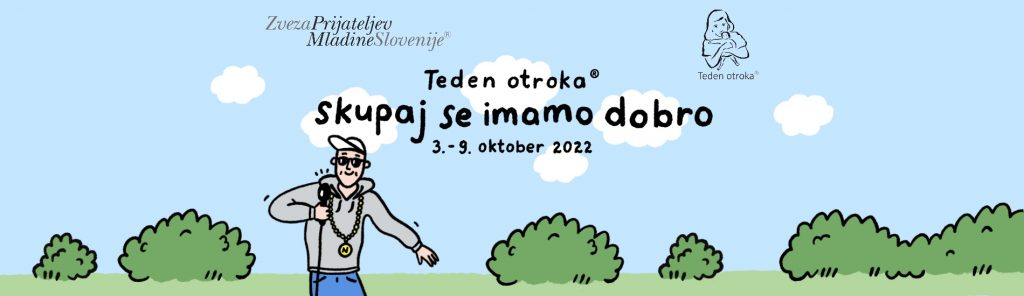 ZvezaPrijateljev
MladineSlovenije®
Teden otroka®
Teden otroka®
skupaj se imamo dobro
3.-9. oktober 2022
N